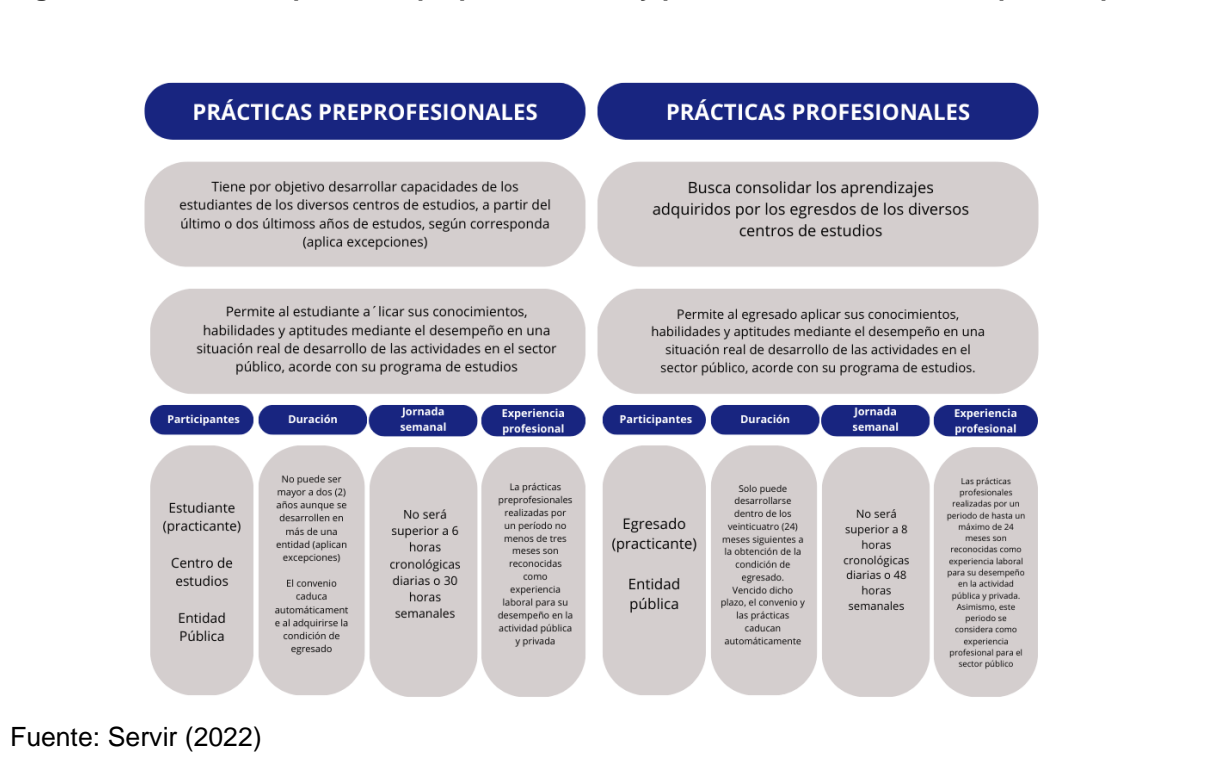 PRÁCTICAS PREPROFESIONALES
Tiene por objetivo desarrollar capacidades de los
estudiantes de los diversos centros de estudios, a partir del
último o dos últimoss años de estudos, según corresponda
(aplica excepciones)
Permite al estudiante a´licar sus conocimientos,
habilidades y aptitudes mediante el desempeño en una
situación real de desarrollo de las actividades en el sector
público, acorde con su programa de estudios
Participantes
Estudiante
(practicante)
Centro de
estudios
Entidad
Pública
Duración
No puede ser
mayor a dos (2)
años aunque se
desarrollen en
más de una
entidad (aplican
excepciones)
El convenio
caduca
automáticament
e al adquirirse la
condición de
egresado
Jornada
semanal
No será
superior a 6
horas
cronológicas
diarias o 30
horas
semanales
Experiencia
profesional
La prácticas
preprofesionales
realizadas por
un período no
menos de tres
meses son
reconocidas
como
experiencia
laboral para su
desempeño en la
actividad pública
y privada
PRÁCTICAS PROFESIONALES
Busca consolidar los aprendizajes
adquiridos por los egresdos de los diversos
centros de estudios
Permite al egresado aplicar sus conocimientos,
habilidades y aptitudes mediante el desempeño en una
situación real de desarrollo de las actividades en el
sector público, acorde con su programa de estudios.
Participantes
Egresado
(practicante)
Entidad
pública
Duración
Solo puede
desarrollarse
dentro de los
veinticuatro (24)
meses siguientes a
la obtención de la
condición de
egresado.
Vencido dicho
plazo, el convenio y
las prácticas
caducan
automáticamente
Jornada
semanal
No será
superior a 8
horas
cronológicas
diarias o 48
horas
semanales
Experiencia
profesional
Las prácticas
profesionales
realizadas por un
periodo de hasta un
máximo de 24
meses son
reconocidas como
experiencia laboral
para su desempeño
en la actividad
pública y privada.
Asimismo, este
periodo se
considera como
experiencia
profesional para el
sector público
Fuente: Servir (2022)